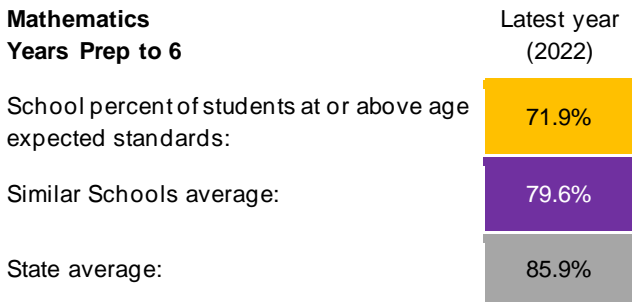 Mathematics
Years Prep to 6
Latest year
(2022)
School percent of students at or above age
expected standards:
71.9%
Similar Schools average:
79.6%
State average:
85.9%